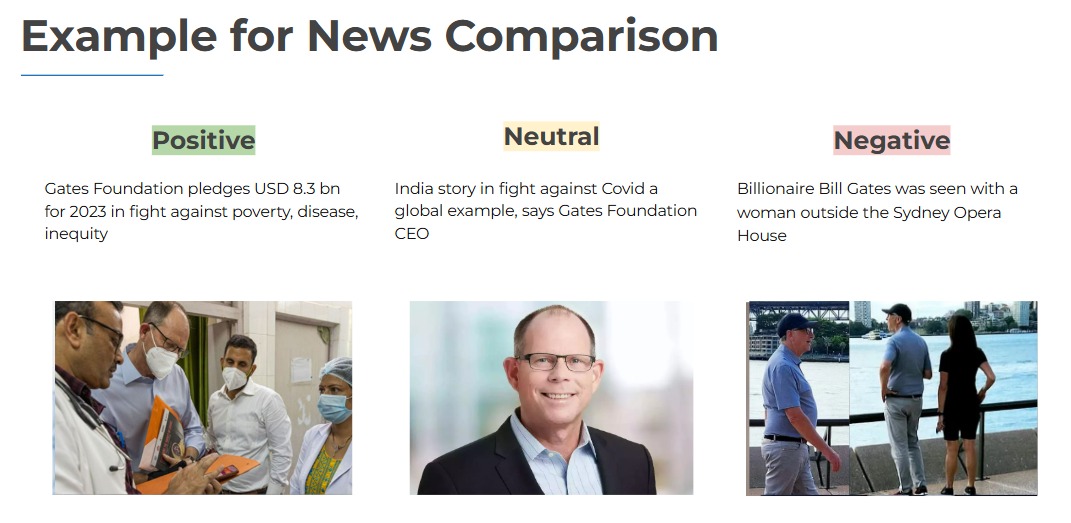 Example for News Comparison
Positive
Gates Foundation pledges USD 8.3 bn
for 2023 in fight against poverty, disease,
inequity
Neutral
India story in fight against Covid a
global example, says Gates Foundation
CEO
Negative
Billionaire Bill Gates was seen with a
woman outside the Sydney Opera
House